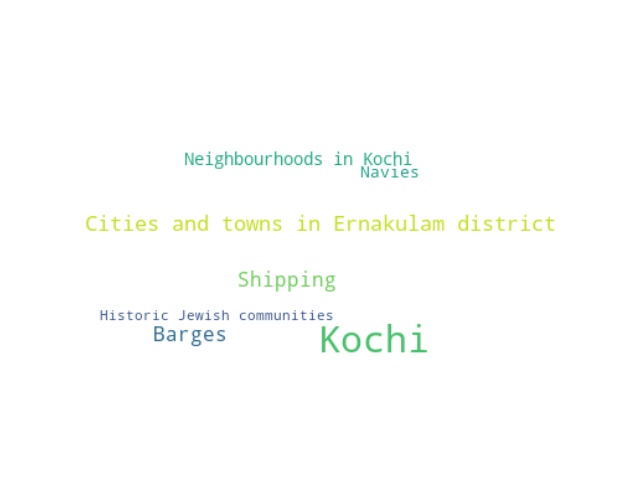 Neighbourhoods in Kochi
Navies
Cities and towns in Ernakulam district
Shipping
Historic Jewish communities
Barges
Kochi